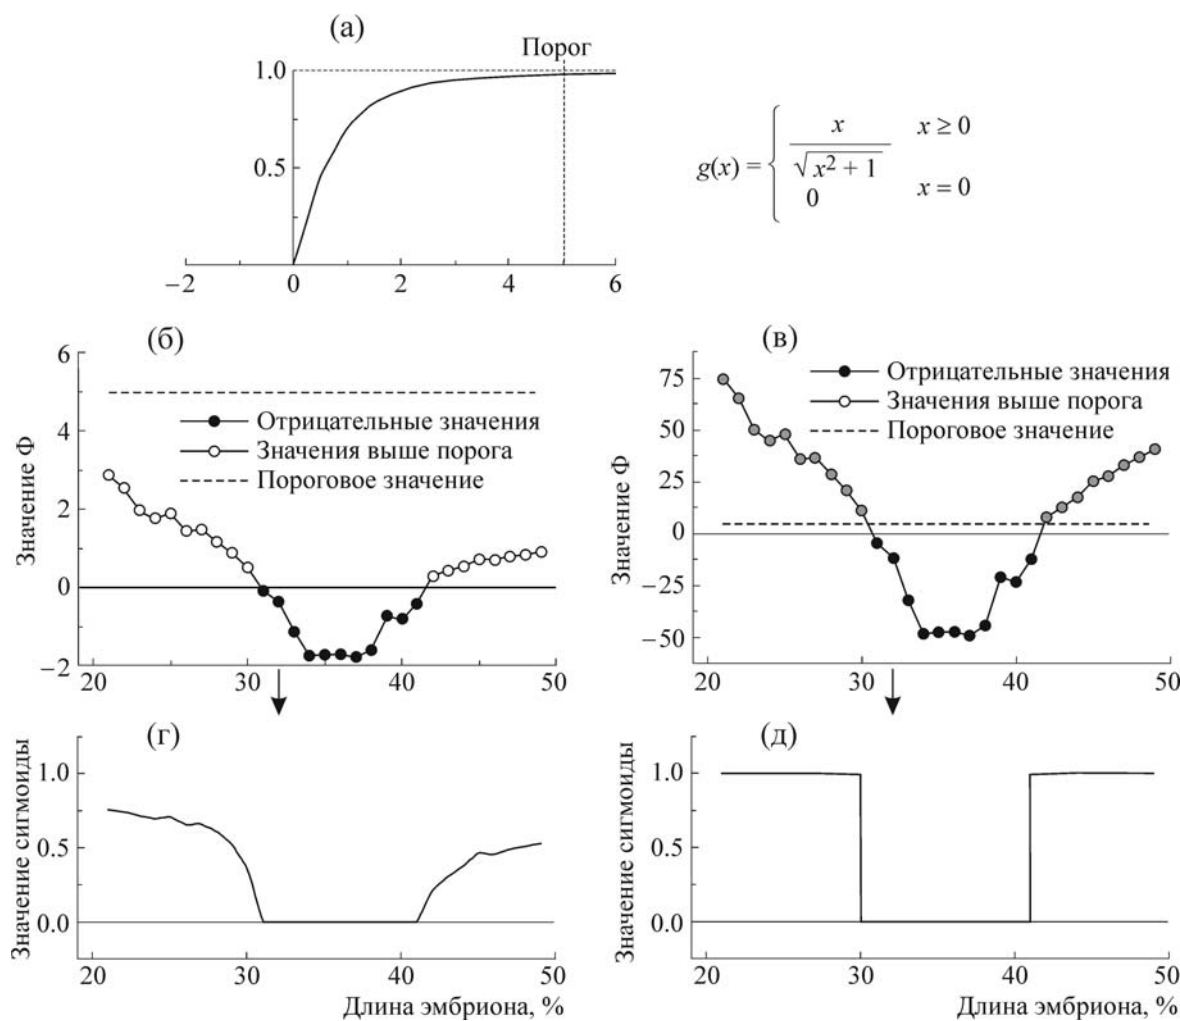 (а)
Порог
1.0
0.5
−2
0
2
4
6
g(x) =
x
x ≥ 0
√x² + 1
0
x = 0
(б)
6
4
2
0
−2
Значение Ф
Отрицательные значения
Значения выше порога
Пороговое значение
20
30
40
50
(в)
75
50
25
0
−25
−50
Значение Ф
Отрицательные значения
Значения выше порога
Пороговое значение
20
30
40
50
(г)
1.0
0.5
0.0
Значение сигмоиды
20
30
40
50
Длина эмбриона, %
(д)
1.0
0.5
0.0
Значение сигмоиды
20
30
40
50
Длина эмбриона, %